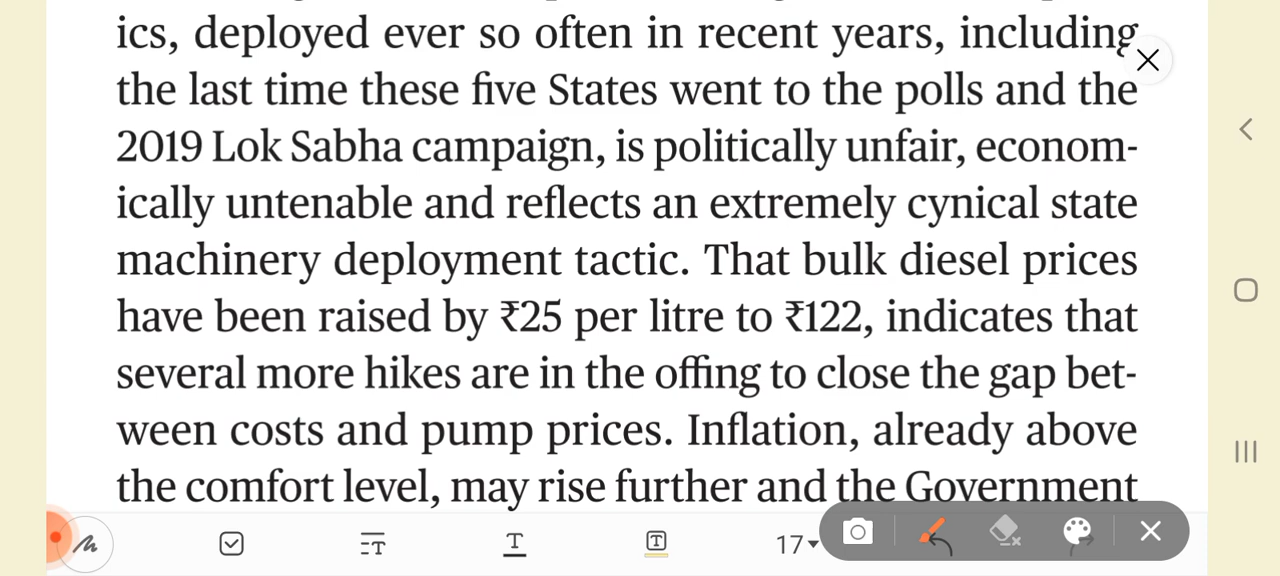 ics, deployed ever so often in recent years, including
the last time these five States went to the polls and the
2019 Lok Sabha campaign, is politically unfair, econom-
ically untenable and reflects an extremely cynical state
machinery deployment tactic. That bulk diesel prices
have been raised by ₹25 per litre to ₹122, indicates that
several more hikes are in the offing to close the gap bet-
ween costs and pump prices. Inflation, already above
the comfort level, may rise further and the Government
17